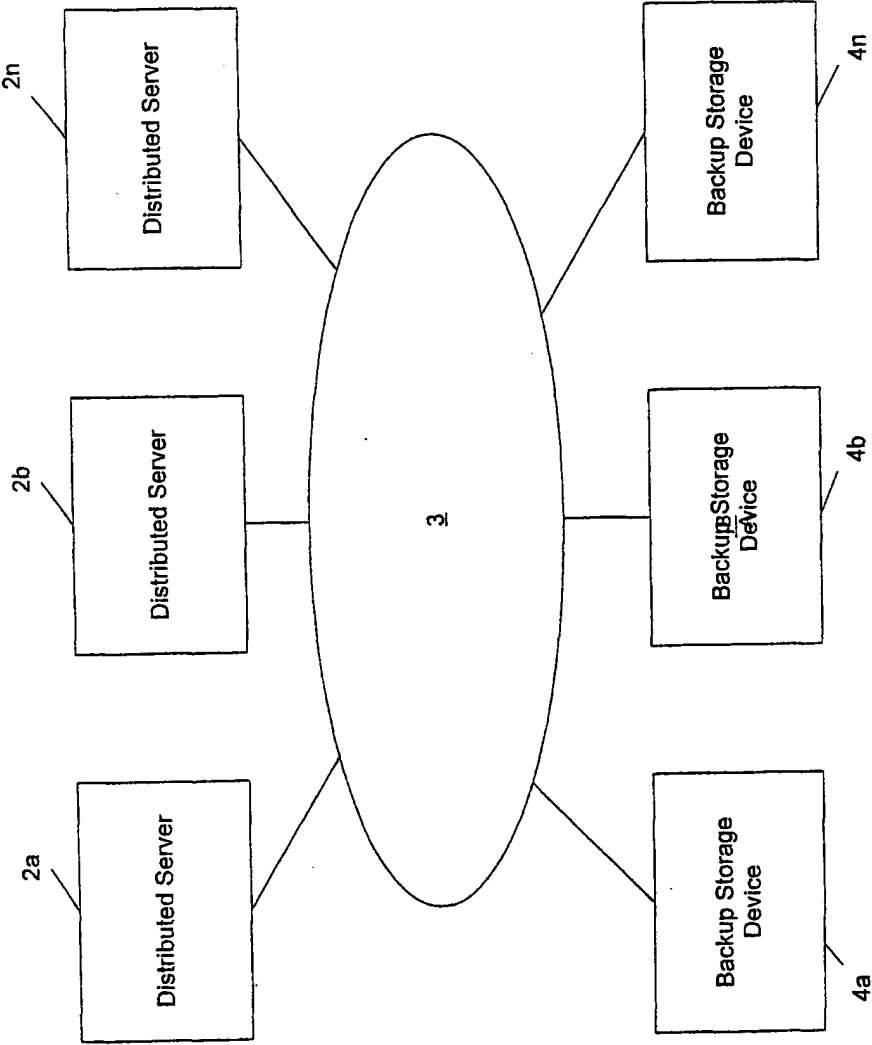 2a
2b
2n
Distributed Server
Distributed Server
Distributed Server
3
Backup Storage
Device
Backup Storage
Device
Backup Storage
Device
4a
4b
4n